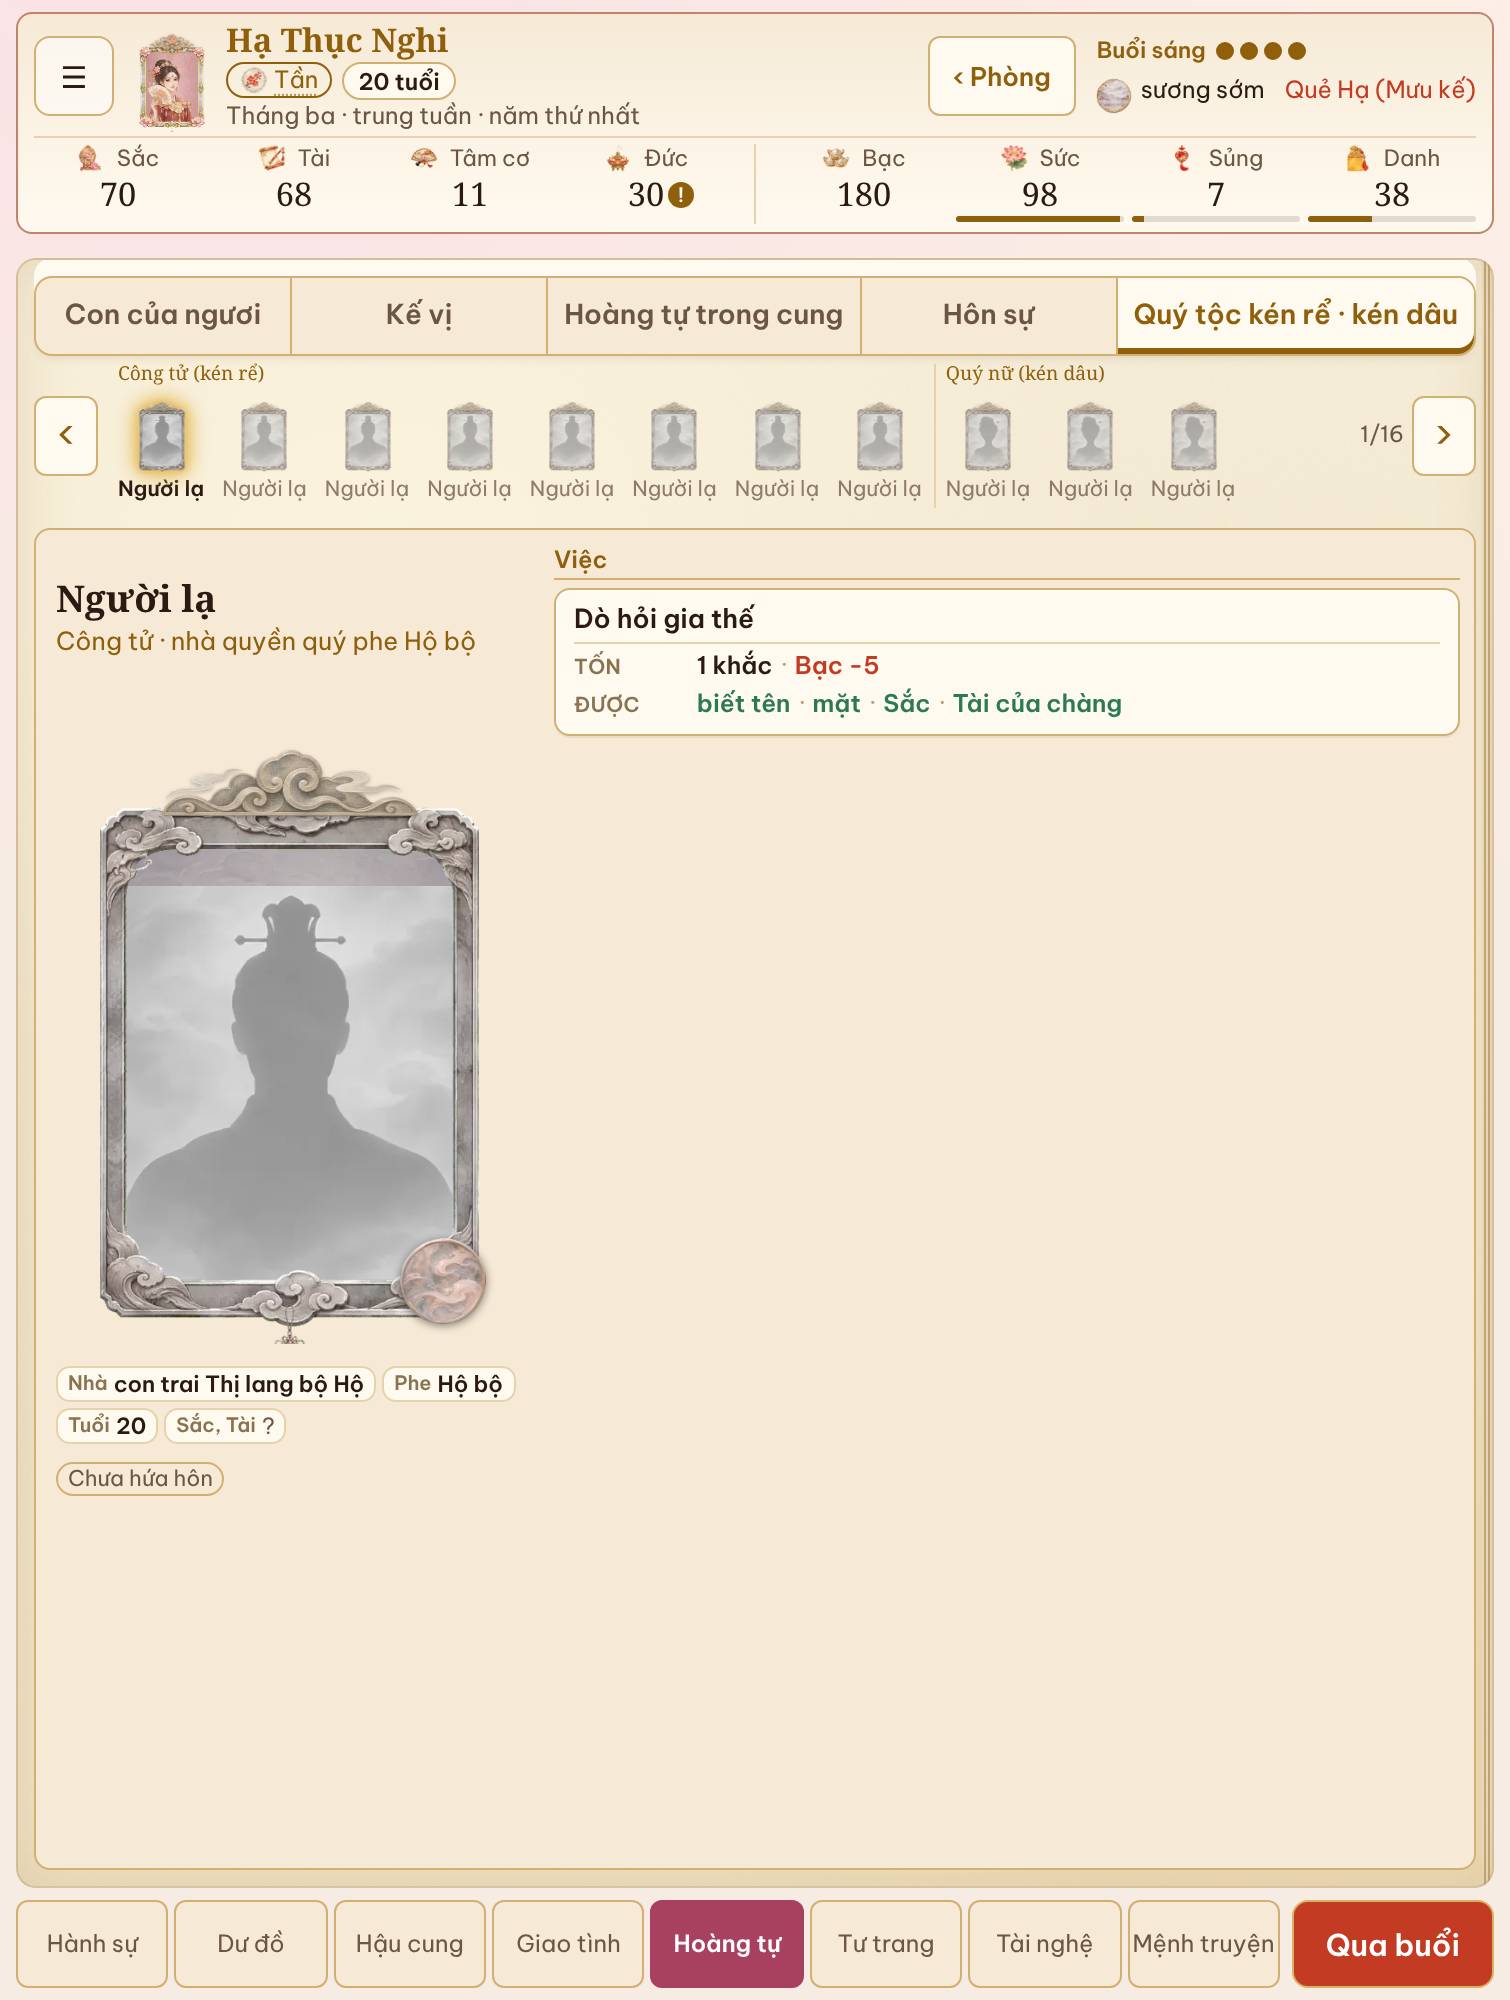 ☰
Hạ Thục Nghi
Tần
20 tuổi
Tháng ba · trung tuần · năm thứ nhất
‹ Phòng
Buổi sáng
sương sớm
Quẻ Hạ (Mưu kế)
Sắc
70
Tài
68
Tâm cơ
11
Đức
30 !
Bạc
180
Sức
98
Sủng
7
Danh
38
Con của ngươi
Kế vị
Hoàng tự trong cung
Hôn sự
Quý tộc kén rể · kén dâu
Công tử (kén rể)
Quý nữ (kén dâu)
‹
Người lạ
Người lạ
Người lạ
Người lạ
Người lạ
Người lạ
Người lạ
Người lạ
Người lạ
Người lạ
Người lạ
1/16
›
Người lạ
Công tử · nhà quyền quý phe Hộ bộ
Việc
Dò hỏi gia thế
TỐN 1 khắc · Bạc -5
ĐƯỢC biết tên · mặt · Sắc · Tài của chàng
Nhà con trai Thị lang bộ Hộ
Phe Hộ bộ
Tuổi 20
Sắc, Tài ?
Chưa hứa hôn
Hành sự
Dư đồ
Hậu cung
Giao tình
Hoàng tự
Tư trang
Tài nghệ
Mệnh truyện
Qua buổi